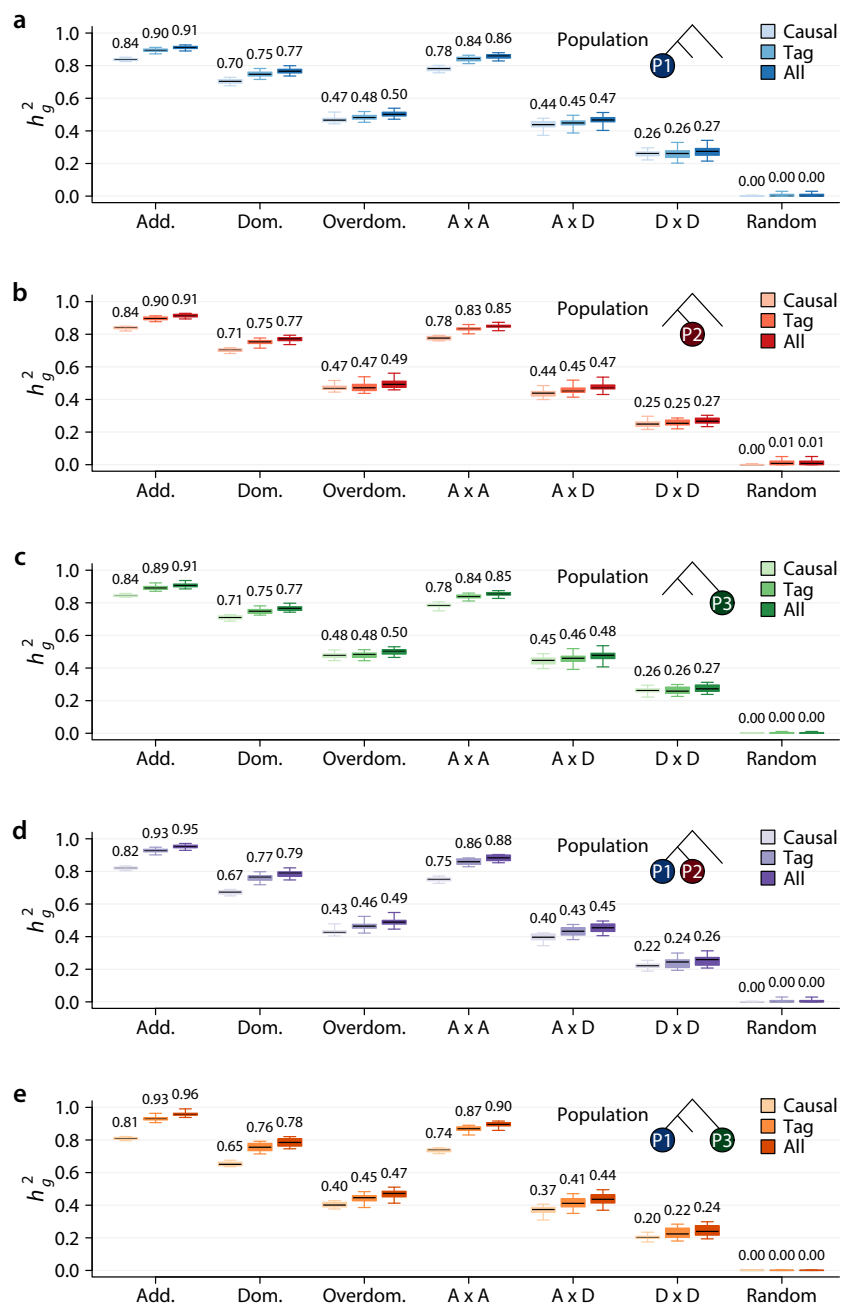 a
Population
P1
Causal
Tag
All
h_g^2
1.0
0.8
0.6
0.4
0.2
0.0
0.84 0.90 0.91
0.70 0.75 0.77
0.47 0.48 0.50
0.78 0.84 0.86
0.44 0.45 0.47
0.26 0.26 0.27
0.00 0.00 0.00
Add. Dom. Overdom. A x A A x D D x D Random
b
Population
P2
Causal
Tag
All
h_g^2
1.0
0.8
0.6
0.4
0.2
0.0
0.84 0.90 0.91
0.71 0.75 0.77
0.47 0.47 0.49
0.78 0.83 0.85
0.44 0.45 0.47
0.25 0.25 0.27
0.00 0.01 0.01
Add. Dom. Overdom. A x A A x D D x D Random
c
Population
P3
Causal
Tag
All
h_g^2
1.0
0.8
0.6
0.4
0.2
0.0
0.84 0.89 0.91
0.71 0.75 0.77
0.48 0.48 0.50
0.78 0.84 0.85
0.45 0.46 0.48
0.26 0.26 0.27
0.00 0.00 0.00
Add. Dom. Overdom. A x A A x D D x D Random
d
Population
P1 P2
Causal
Tag
All
h_g^2
1.0
0.8
0.6
0.4
0.2
0.0
0.82 0.93 0.95
0.67 0.77 0.79
0.43 0.46 0.49
0.75 0.86 0.88
0.40 0.43 0.45
0.22 0.24 0.26
0.00 0.00 0.00
Add. Dom. Overdom. A x A A x D D x D Random
e
Population
P1 P3
Causal
Tag
All
h_g^2
1.0
0.8
0.6
0.4
0.2
0.0
0.81 0.93 0.96
0.65 0.76 0.78
0.40 0.45 0.47
0.74 0.87 0.90
0.37 0.41 0.44
0.20 0.22 0.24
0.00 0.00 0.00
Add. Dom. Overdom. A x A A x D D x D Random